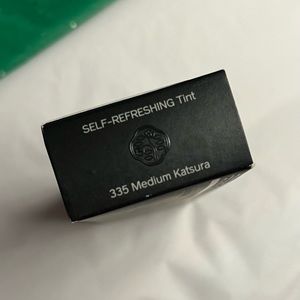 SELF-REFRESHING Tint
335 Medium Katsura